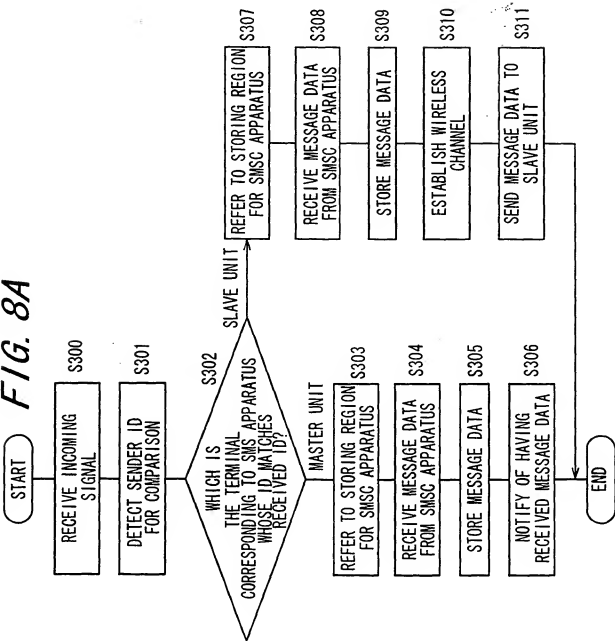 FIG. 8A
START
S300
RECEIVE INCOMING
SIGNAL
S301
DETECT SENDER ID
FOR COMPARISON
S302
WHICH IS
THE TERMINAL
CORRESPONDING TO SMS APPARATUS
WHOSE ID MATCHES
RECEIVED ID?
SLAVE UNIT
MASTER UNIT
S303
REFER TO STORING REGION
FOR SMSC APPARATUS
S304
RECEIVE MESSAGE DATA
FROM SMSC APPARATUS
S305
STORE MESSAGE DATA
S306
NOTIFY OF HAVING
RECEIVED MESSAGE DATA
END
S307
REFER TO STORING REGION
FOR SMSC APPARATUS
S308
RECEIVE MESSAGE DATA
FROM SMSC APPARATUS
S309
STORE MESSAGE DATA
S310
ESTABLISH WIRELESS
CHANNEL
S311
SEND MESSAGE DATA TO
SLAVE UNIT